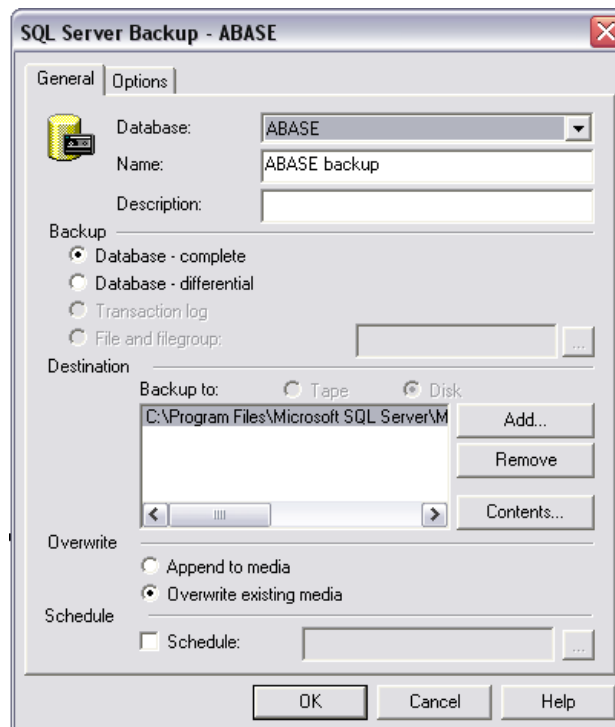 SQL Server Backup - ABASE
General
Options
Database:
ABASE
Name:
ABASE backup
Description:
Backup
Database - complete
Database - differential
Transaction log
File and filegroup:
...
Destination
Backup to:
Tape
Disk
C:\Program Files\Microsoft SQL Server\M
Add...
Remove
Contents...
Overwrite
Append to media
Overwrite existing media
Schedule
Schedule:
...
OK
Cancel
Help